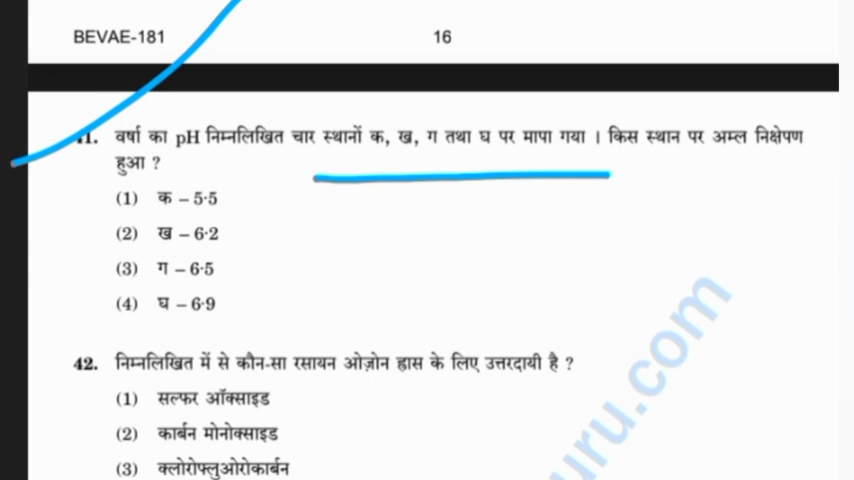 BEVAE-181 16
वर्षा का pH निम्नलिखित चार स्थानों क, ख, ग तथा घ पर मापा गया । किस स्थान पर अम्ल निक्षेपण
हुआ ?
(1) क – 5·5
(2) ख – 6·2
(3) ग – 6·5
(4) घ – 6·9
42. निम्नलिखित में से कौन-सा रसायन ओज़ोन ह्रास के लिए उत्तरदायी है ?
(1) सल्फर ऑक्साइड
(2) कार्बन मोनोक्साइड
(3) क्लोरोफ्लुओरोकार्बन
uru.com